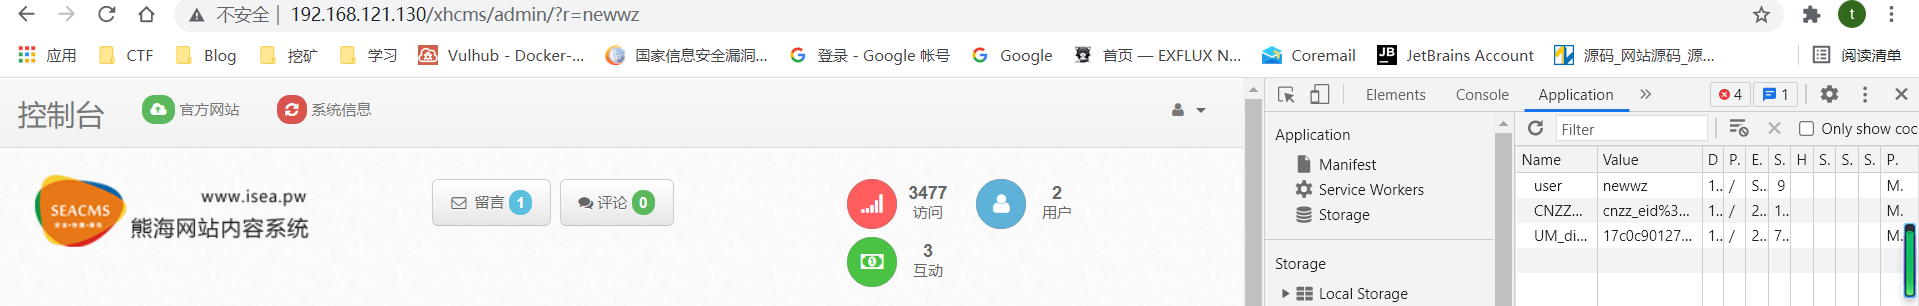 不安全 | 192.168.121.130/xhcms/admin/?r=newwz
应用 CTF Blog 挖矿 学习 Vulhub - Docker-... 国家信息安全漏洞... 登录 - Google 帐号 Google 首页 — EXFLUX N... Coremail JetBrains Account 源码_网站源码_源... 阅读清单
控制台 官方网站 系统信息
Elements Console Application » 4 1
Application
Manifest
Service Workers
Storage
Storage
Local Storage
Filter Only show coc
Name Value D P. E. S. H S. S. S. P.
user newwz 1.. / S.. 9 M.
CNZZ... cnzz_eid%3... 1.. / 2.. 1.. M.
UM_di... 17c0c90127... 1.. / 2.. 7.. M.
SEACMS
www.isea.pw
熊海网站内容系统
留言 1 评论 0
3477
访问
2
用户
3
互动
t